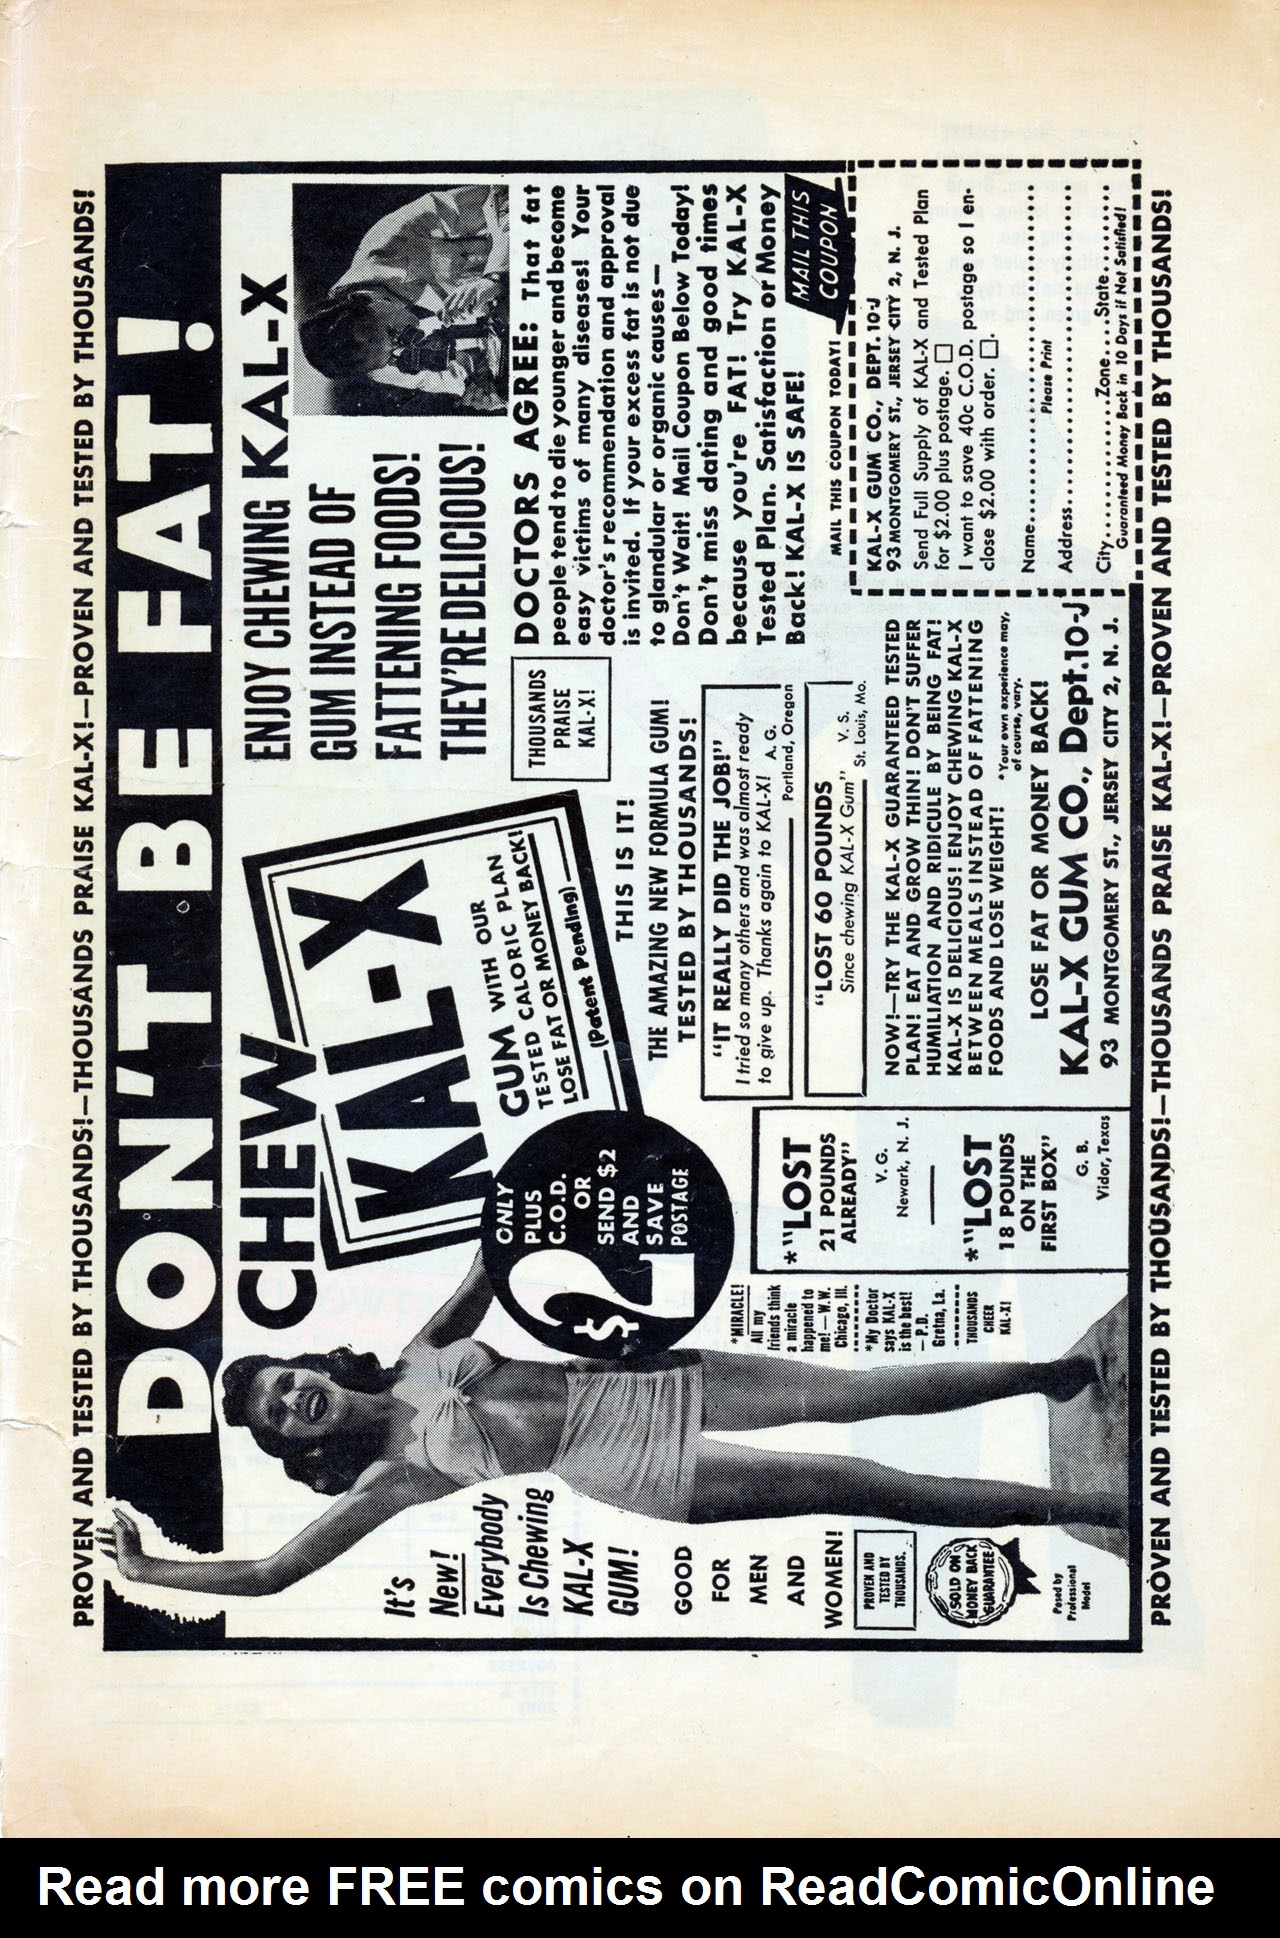 PROVEN AND TESTED BY THOUSANDS!—THOUSANDS PRAISE KAL-X!—PROVEN AND TESTED BY THOUSANDS!
DON'T BE FAT!
CHEW
KAL-X
GUM WITH OUR
TESTED CALORIC PLAN
LOSE FAT OR MONEY BACK!
(Patent Pending)
ONLY
$2
PLUS
C.O.D.
OR
SEND $2
AND
SAVE
POSTAGE
It's
New!
Everybody
Is Chewing
KAL-X
GUM!
GOOD
FOR
MEN
AND
WOMEN!
PROVEN AND
TESTED BY
THOUSANDS.
SOLD ON
MONEY BACK
GUARANTEE
Posed by
Professional
Model
*MIRACLE!
All my
friends think
a miracle
happened to
me!—W.W.
Chicago, Ill.
*My Doctor
says KAL-X
is the best!
—P.D.
Gretna, La.
THOUSANDS
CHEER
KAL-X!
*"LOST
21 POUNDS
ALREADY"
V. G.
Newark, N. J.
*"LOST
18 POUNDS
ON THE
FIRST BOX"
G. B.
Vidor, Texas
ENJOY CHEWING KAL-X
GUM INSTEAD OF
FATTENING FOODS!
THEY'RE DELICIOUS!
THOUSANDS
PRAISE
KAL-X!
THIS IS IT!
THE AMAZING NEW FORMULA GUM!
TESTED BY THOUSANDS!
"IT REALLY DID THE JOB!"
I tried so many others and was almost ready
to give up. Thanks again to KAL-X! A. G.
Portland, Oregon
"LOST 60 POUNDS
Since chewing KAL-X Gum" V. S.
St. Louis, Mo.
NOW!—TRY THE KAL-X GUARANTEED TESTED
PLAN! EAT AND GROW THIN! DON'T SUFFER
HUMILIATION AND RIDICULE BY BEING FAT!
KAL-X IS DELICIOUS! ENJOY CHEWING KAL-X
BETWEEN MEALS INSTEAD OF FATTENING
FOODS AND LOSE WEIGHT!
*Your own experience may,
of course, vary.
LOSE FAT OR MONEY BACK!
KAL-X GUM CO., Dept.10-J
93 MONTGOMERY ST., JERSEY CITY 2, N. J.
DOCTORS AGREE: That fat
people tend to die younger and become
easy victims of many diseases! Your
doctor's recommendation and approval
is invited. If your excess fat is not due
to glandular or organic causes—
Don't Wait! Mail Coupon Below Today!
Don't miss dating and good times
because you're FAT! Try KAL-X
Tested Plan. Satisfaction or Money
Back! KAL-X IS SAFE!
MAIL THIS
COUPON
MAIL THIS COUPON TODAY!
KAL-X GUM CO., DEPT. 10-J
93 MONTGOMERY ST., JERSEY CITY 2, N. J.
Send Full Supply of KAL-X and Tested Plan
for $2.00 plus postage. □
I want to save 40c C.O.D. postage so I en-
close $2.00 with order. □.
Name
Please Print
Address
City Zone State
Guaranteed Money Back in 10 Days if Not Satisfied!
PROVEN AND TESTED BY THOUSANDS!—THOUSANDS PRAISE KAL-X!—PROVEN AND TESTED BY THOUSANDS!
Read more FREE comics on ReadComicOnline